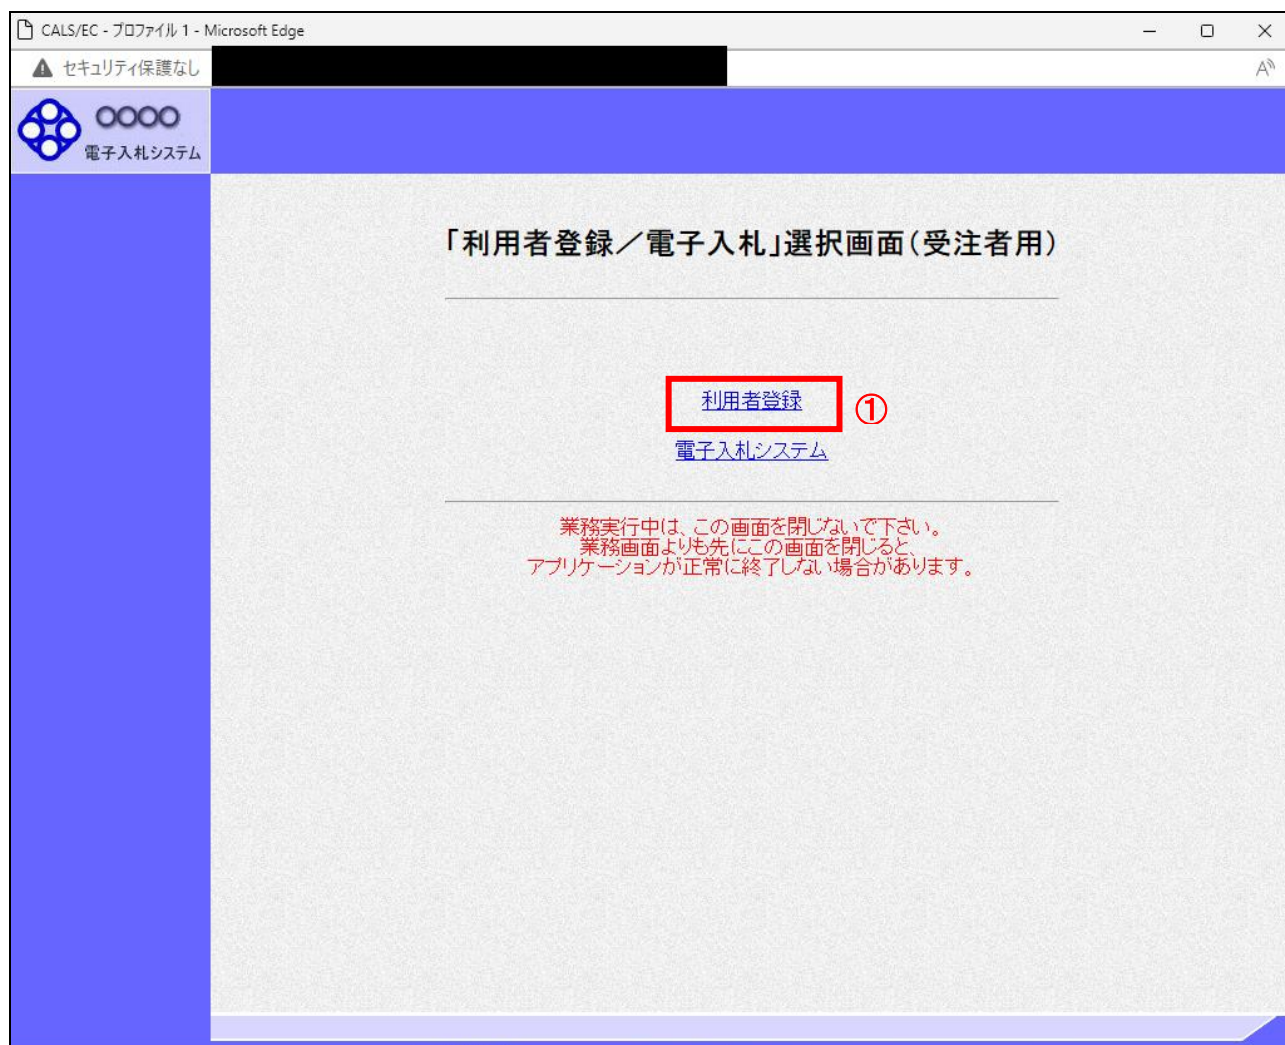 CALS/EC - プロファイル 1 - Microsoft Edge
セキュリティ保護なし
○○○○
電子入札システム
「利用者登録／電子入札」選択画面(受注者用)
利用者登録 ①
電子入札システム
業務実行中は、この画面を閉じないで下さい。
業務画面よりも先にこの画面を閉じると、
アプリケーションが正常に終了しない場合があります。